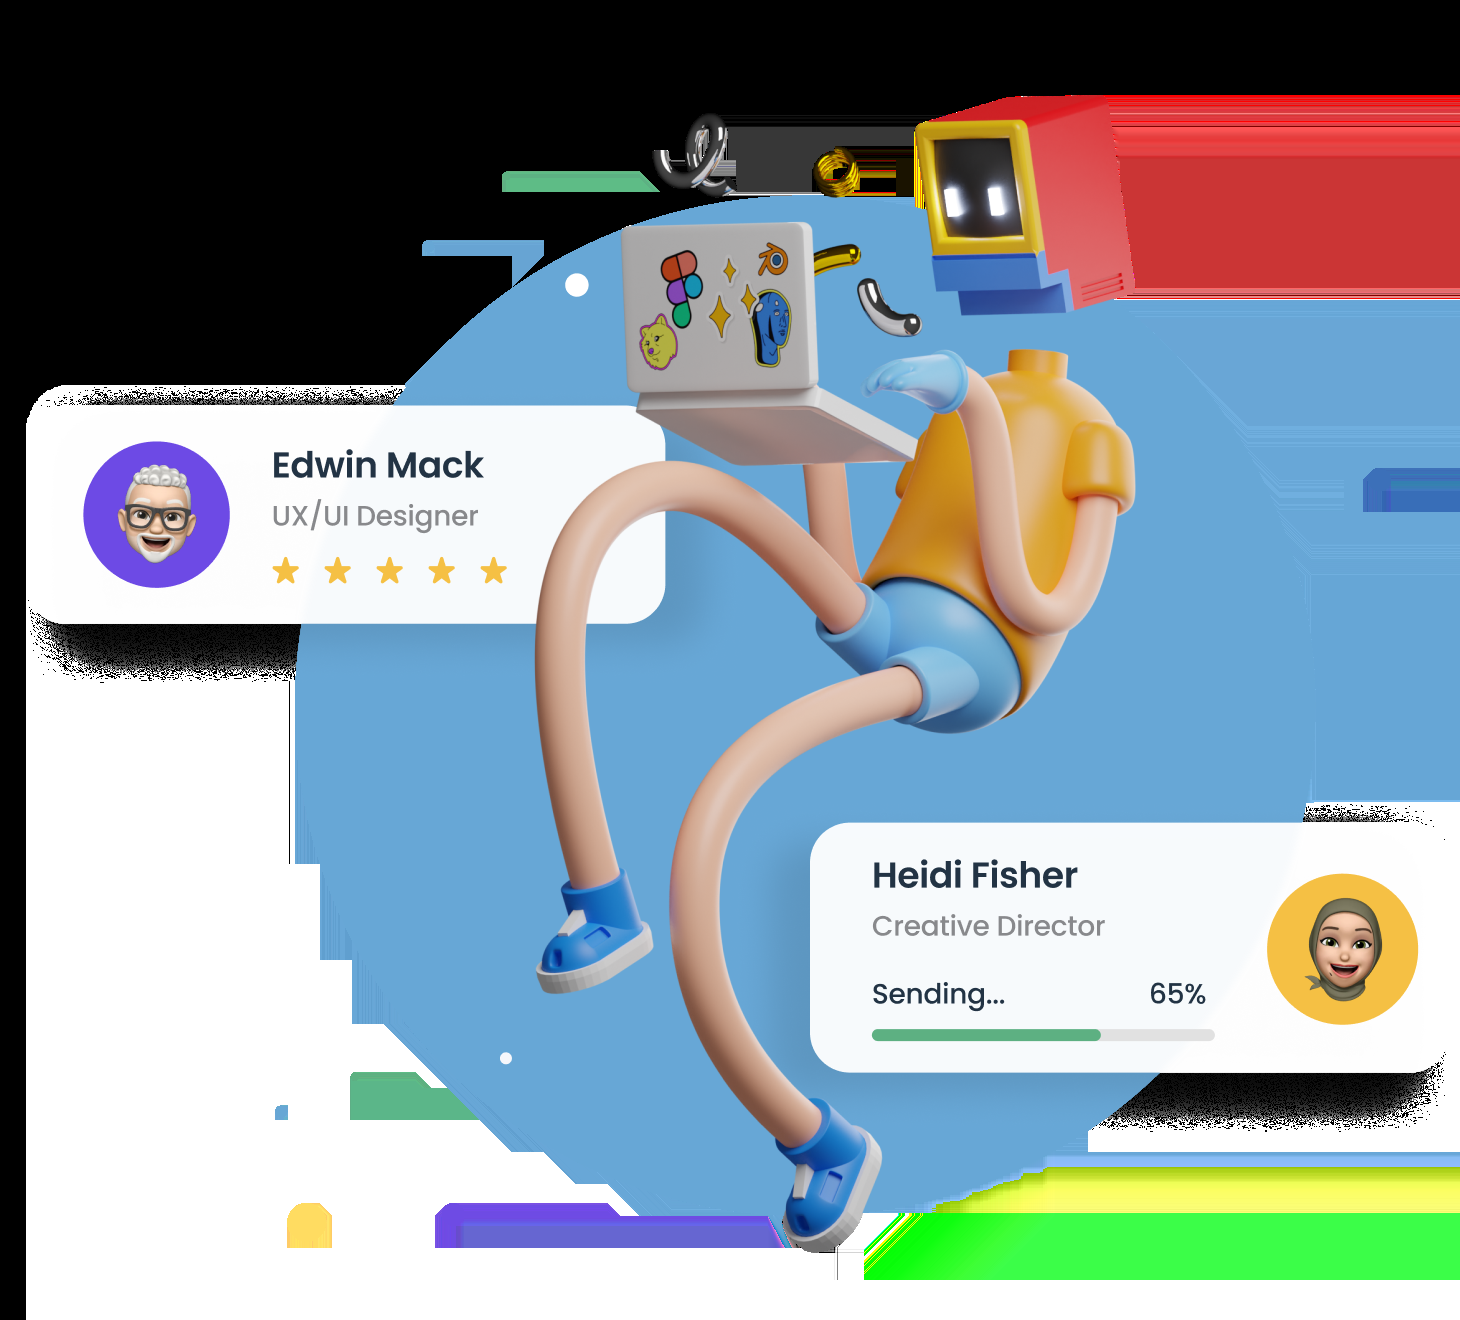 Edwin Mack
UX/UI Designer
Heidi Fisher
Creative Director
Sending... 65%